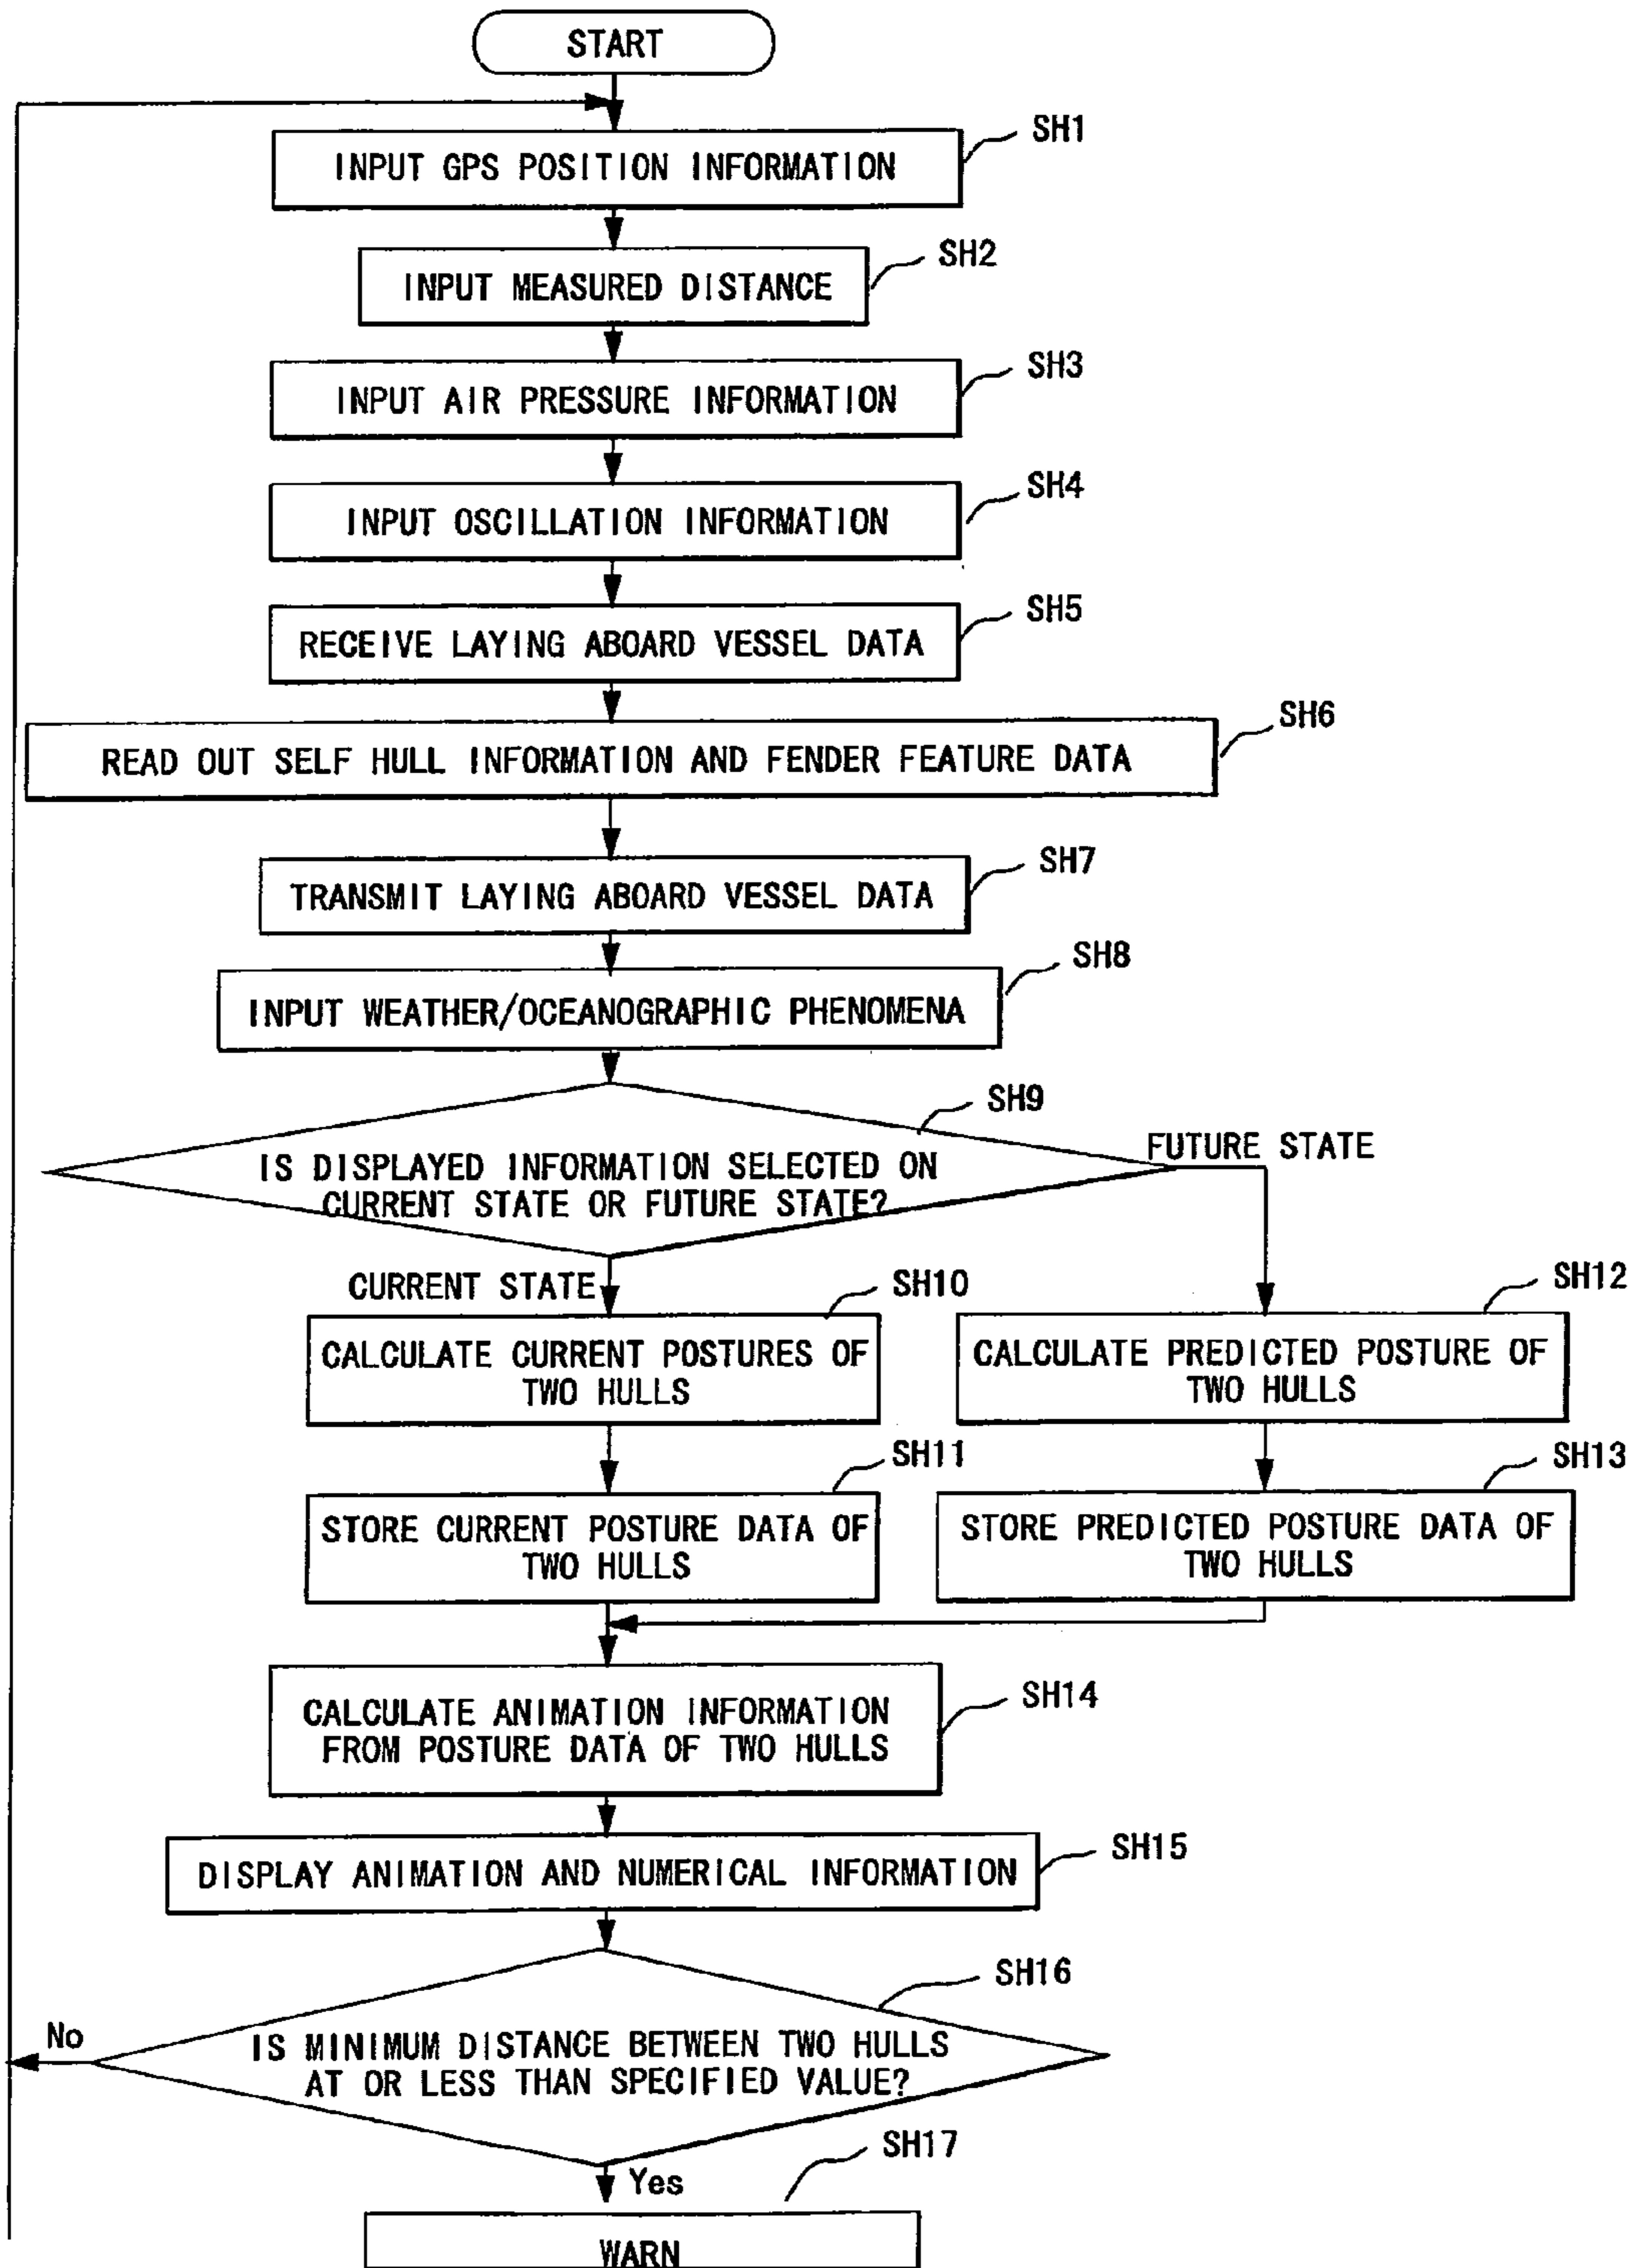 START
SH1
INPUT GPS POSITION INFORMATION
SH2
INPUT MEASURED DISTANCE
SH3
INPUT AIR PRESSURE INFORMATION
SH4
INPUT OSCILLATION INFORMATION
SH5
RECEIVE LAYING ABOARD VESSEL DATA
SH6
READ OUT SELF HULL INFORMATION AND FENDER FEATURE DATA
SH7
TRANSMIT LAYING ABOARD VESSEL DATA
SH8
INPUT WEATHER/OCEANOGRAPHIC PHENOMENA
SH9
FUTURE STATE
IS DISPLAYED INFORMATION SELECTED ON
CURRENT STATE OR FUTURE STATE?
CURRENT STATE
SH10
SH12
CALCULATE CURRENT POSTURES OF
TWO HULLS
CALCULATE PREDICTED POSTURE OF
TWO HULLS
SH11
SH13
STORE CURRENT POSTURE DATA OF
TWO HULLS
STORE PREDICTED POSTURE DATA OF
TWO HULLS
SH14
CALCULATE ANIMATION INFORMATION
FROM POSTURE DATA OF TWO HULLS
SH15
DISPLAY ANIMATION AND NUMERICAL INFORMATION
SH16
No
IS MINIMUM DISTANCE BETWEEN TWO HULLS
AT OR LESS THAN SPECIFIED VALUE?
SH17
Yes
WARN